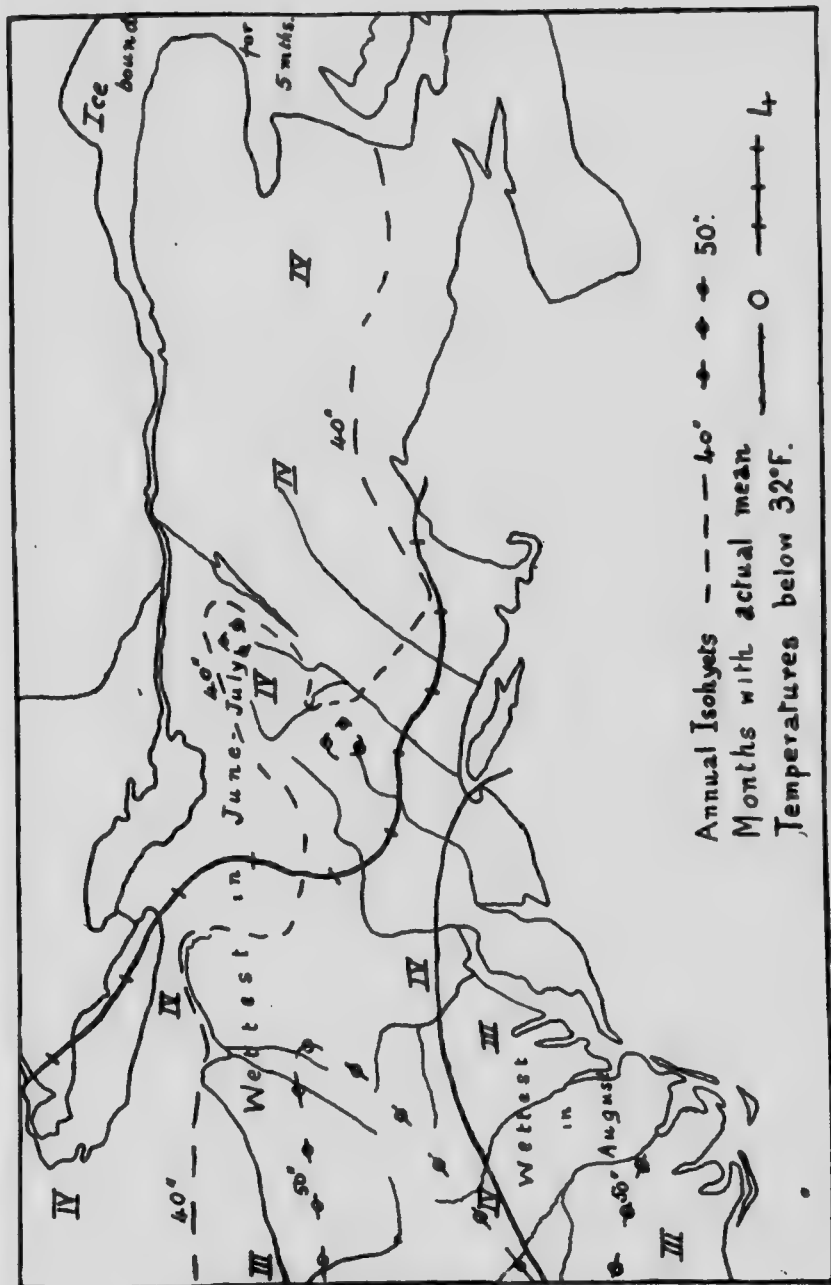 IV
Ice
bound
for
5 mths.
40"
IV
40"
Wettest in June-July
III
IV
50"
IV
IV
40"
IV
IV
III
Wettest
in
August
50"
III
Annual Isohyets 40" 50".
Months with actual mean
Temperatures below 32°F. 0 4